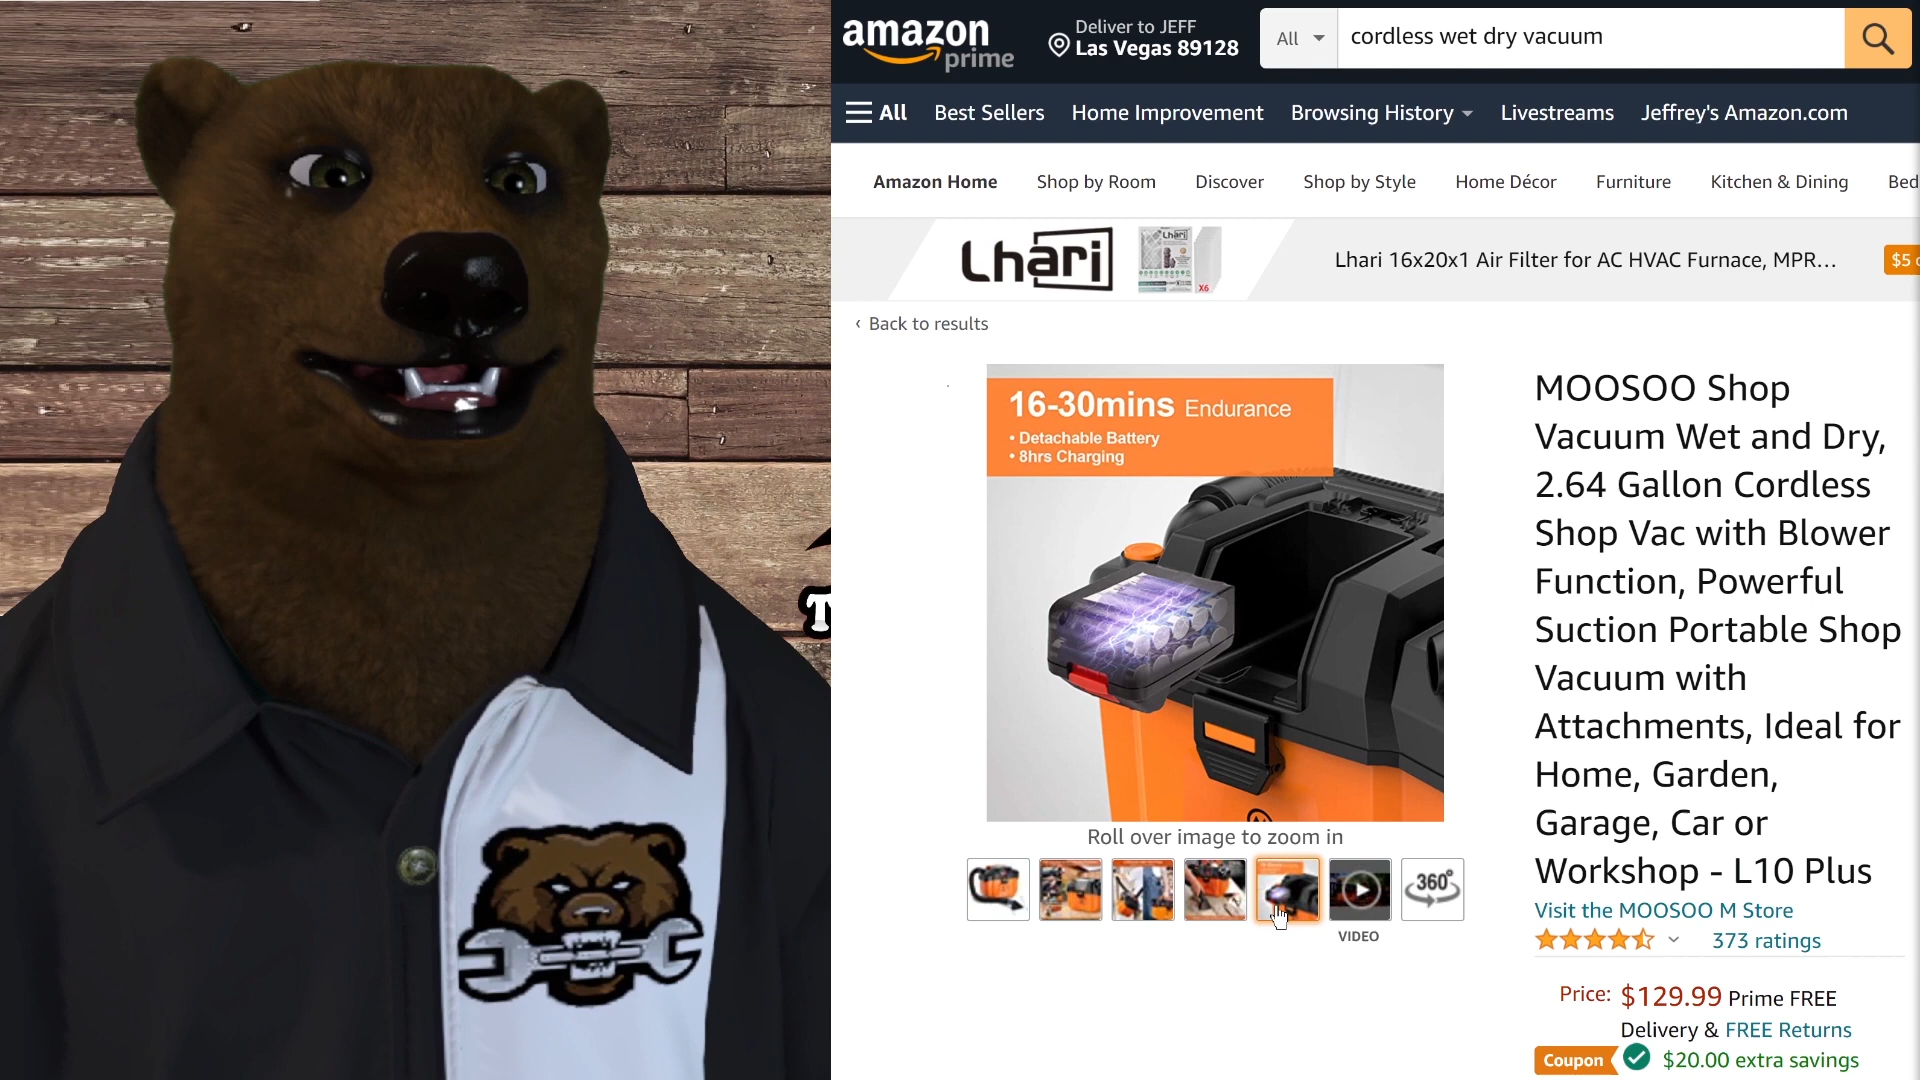 amazon
prime
Deliver to JEFF
Las Vegas 89128
All
cordless wet dry vacuum
All
Best Sellers
Home Improvement
Browsing History
Livestreams
Jeffrey's Amazon.com
Amazon Home
Shop by Room
Discover
Shop by Style
Home Décor
Furniture
Kitchen & Dining
Bed
Lhari
Lhari
X6
Lhari 16x20x1 Air Filter for AC HVAC Furnace, MPR...
$5
‹ Back to results
16-30mins Endurance
• Detachable Battery
• 8hrs Charging
Roll over image to zoom in
360°
VIDEO
MOOSOO Shop
Vacuum Wet and Dry,
2.64 Gallon Cordless
Shop Vac with Blower
Function, Powerful
Suction Portable Shop
Vacuum with
Attachments, Ideal for
Home, Garden,
Garage, Car or
Workshop - L10 Plus
Visit the MOOSOO M Store
373 ratings
Price: $129.99 Prime FREE
Delivery & FREE Returns
Coupon $20.00 extra savings
T